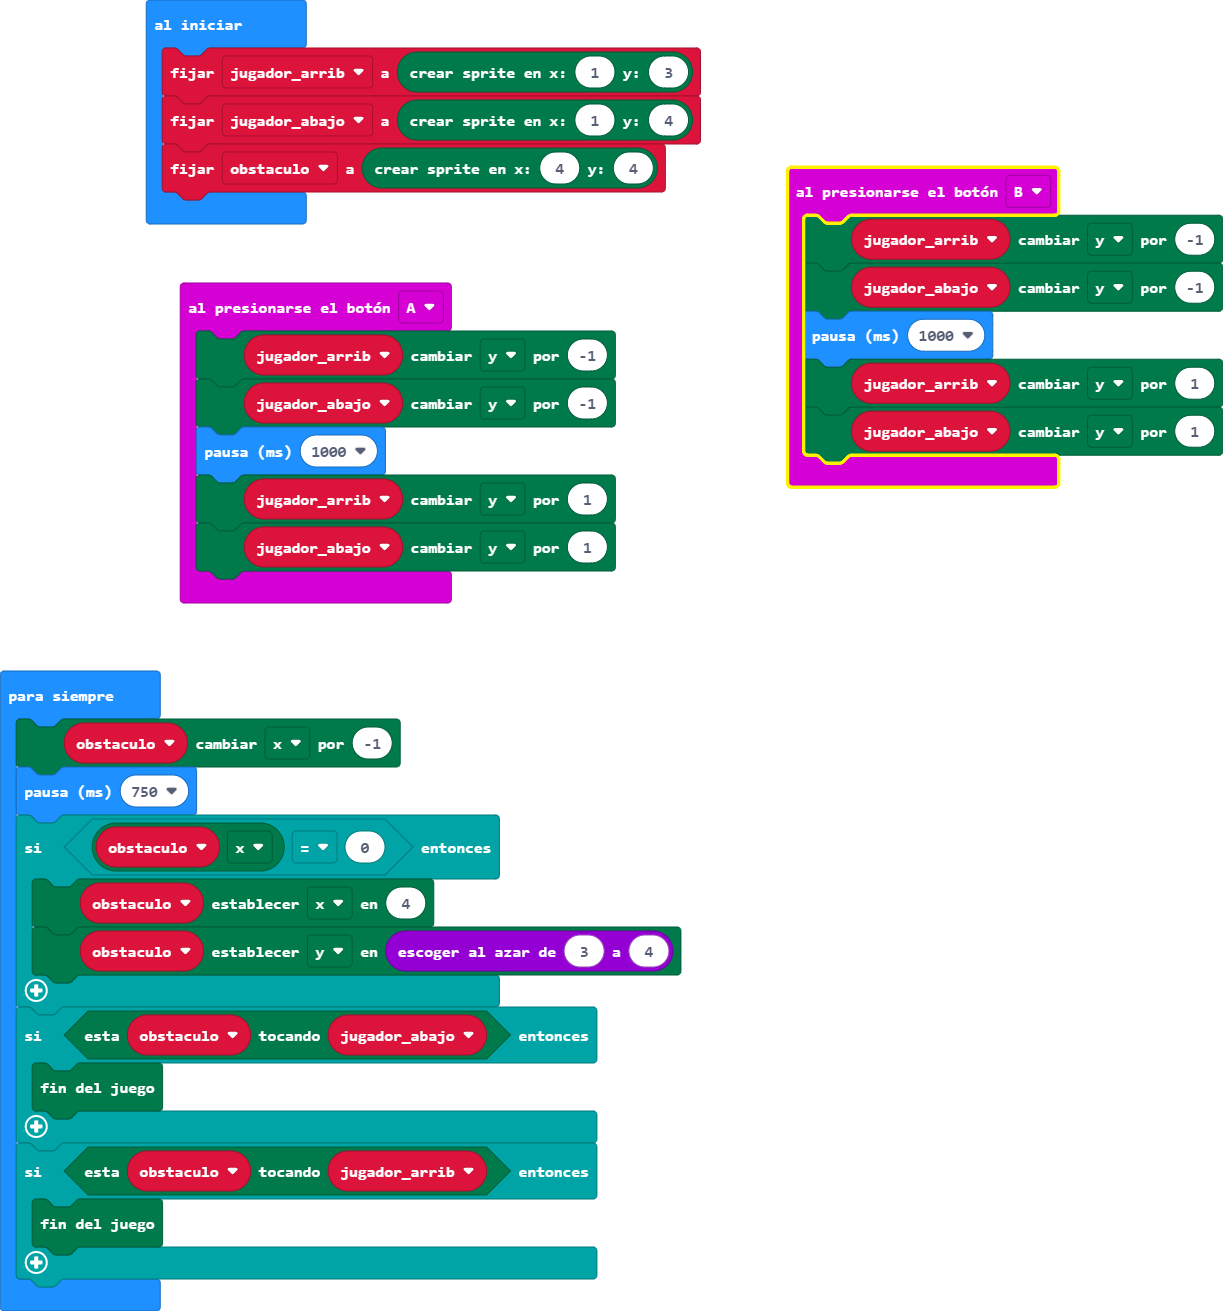 al iniciar
fijar jugador_arrib a crear sprite en x: 1 y: 3
fijar jugador_abajo a crear sprite en x: 1 y: 4
fijar obstaculo a crear sprite en x: 4 y: 4
al presionarse el botón B
jugador_arrib cambiar y por -1
jugador_abajo cambiar y por -1
pausa (ms) 1000
jugador_arrib cambiar y por 1
jugador_abajo cambiar y por 1
al presionarse el botón A
jugador_arrib cambiar y por -1
jugador_abajo cambiar y por -1
pausa (ms) 1000
jugador_arrib cambiar y por 1
jugador_abajo cambiar y por 1
para siempre
obstaculo cambiar x por -1
pausa (ms) 750
si obstaculo x = 0 entonces
obstaculo establecer x en 4
obstaculo establecer y en escoger al azar de 3 a 4
si esta obstaculo tocando jugador_abajo entonces
fin del juego
si esta obstaculo tocando jugador_arrib entonces
fin del juego